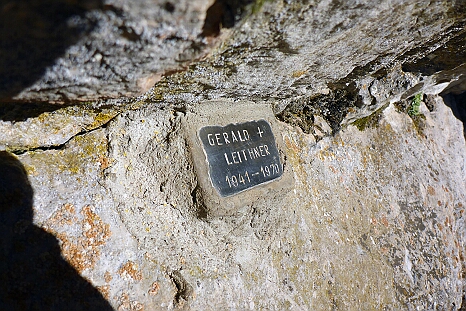 GERALD +
LEITHNER
1941-1970